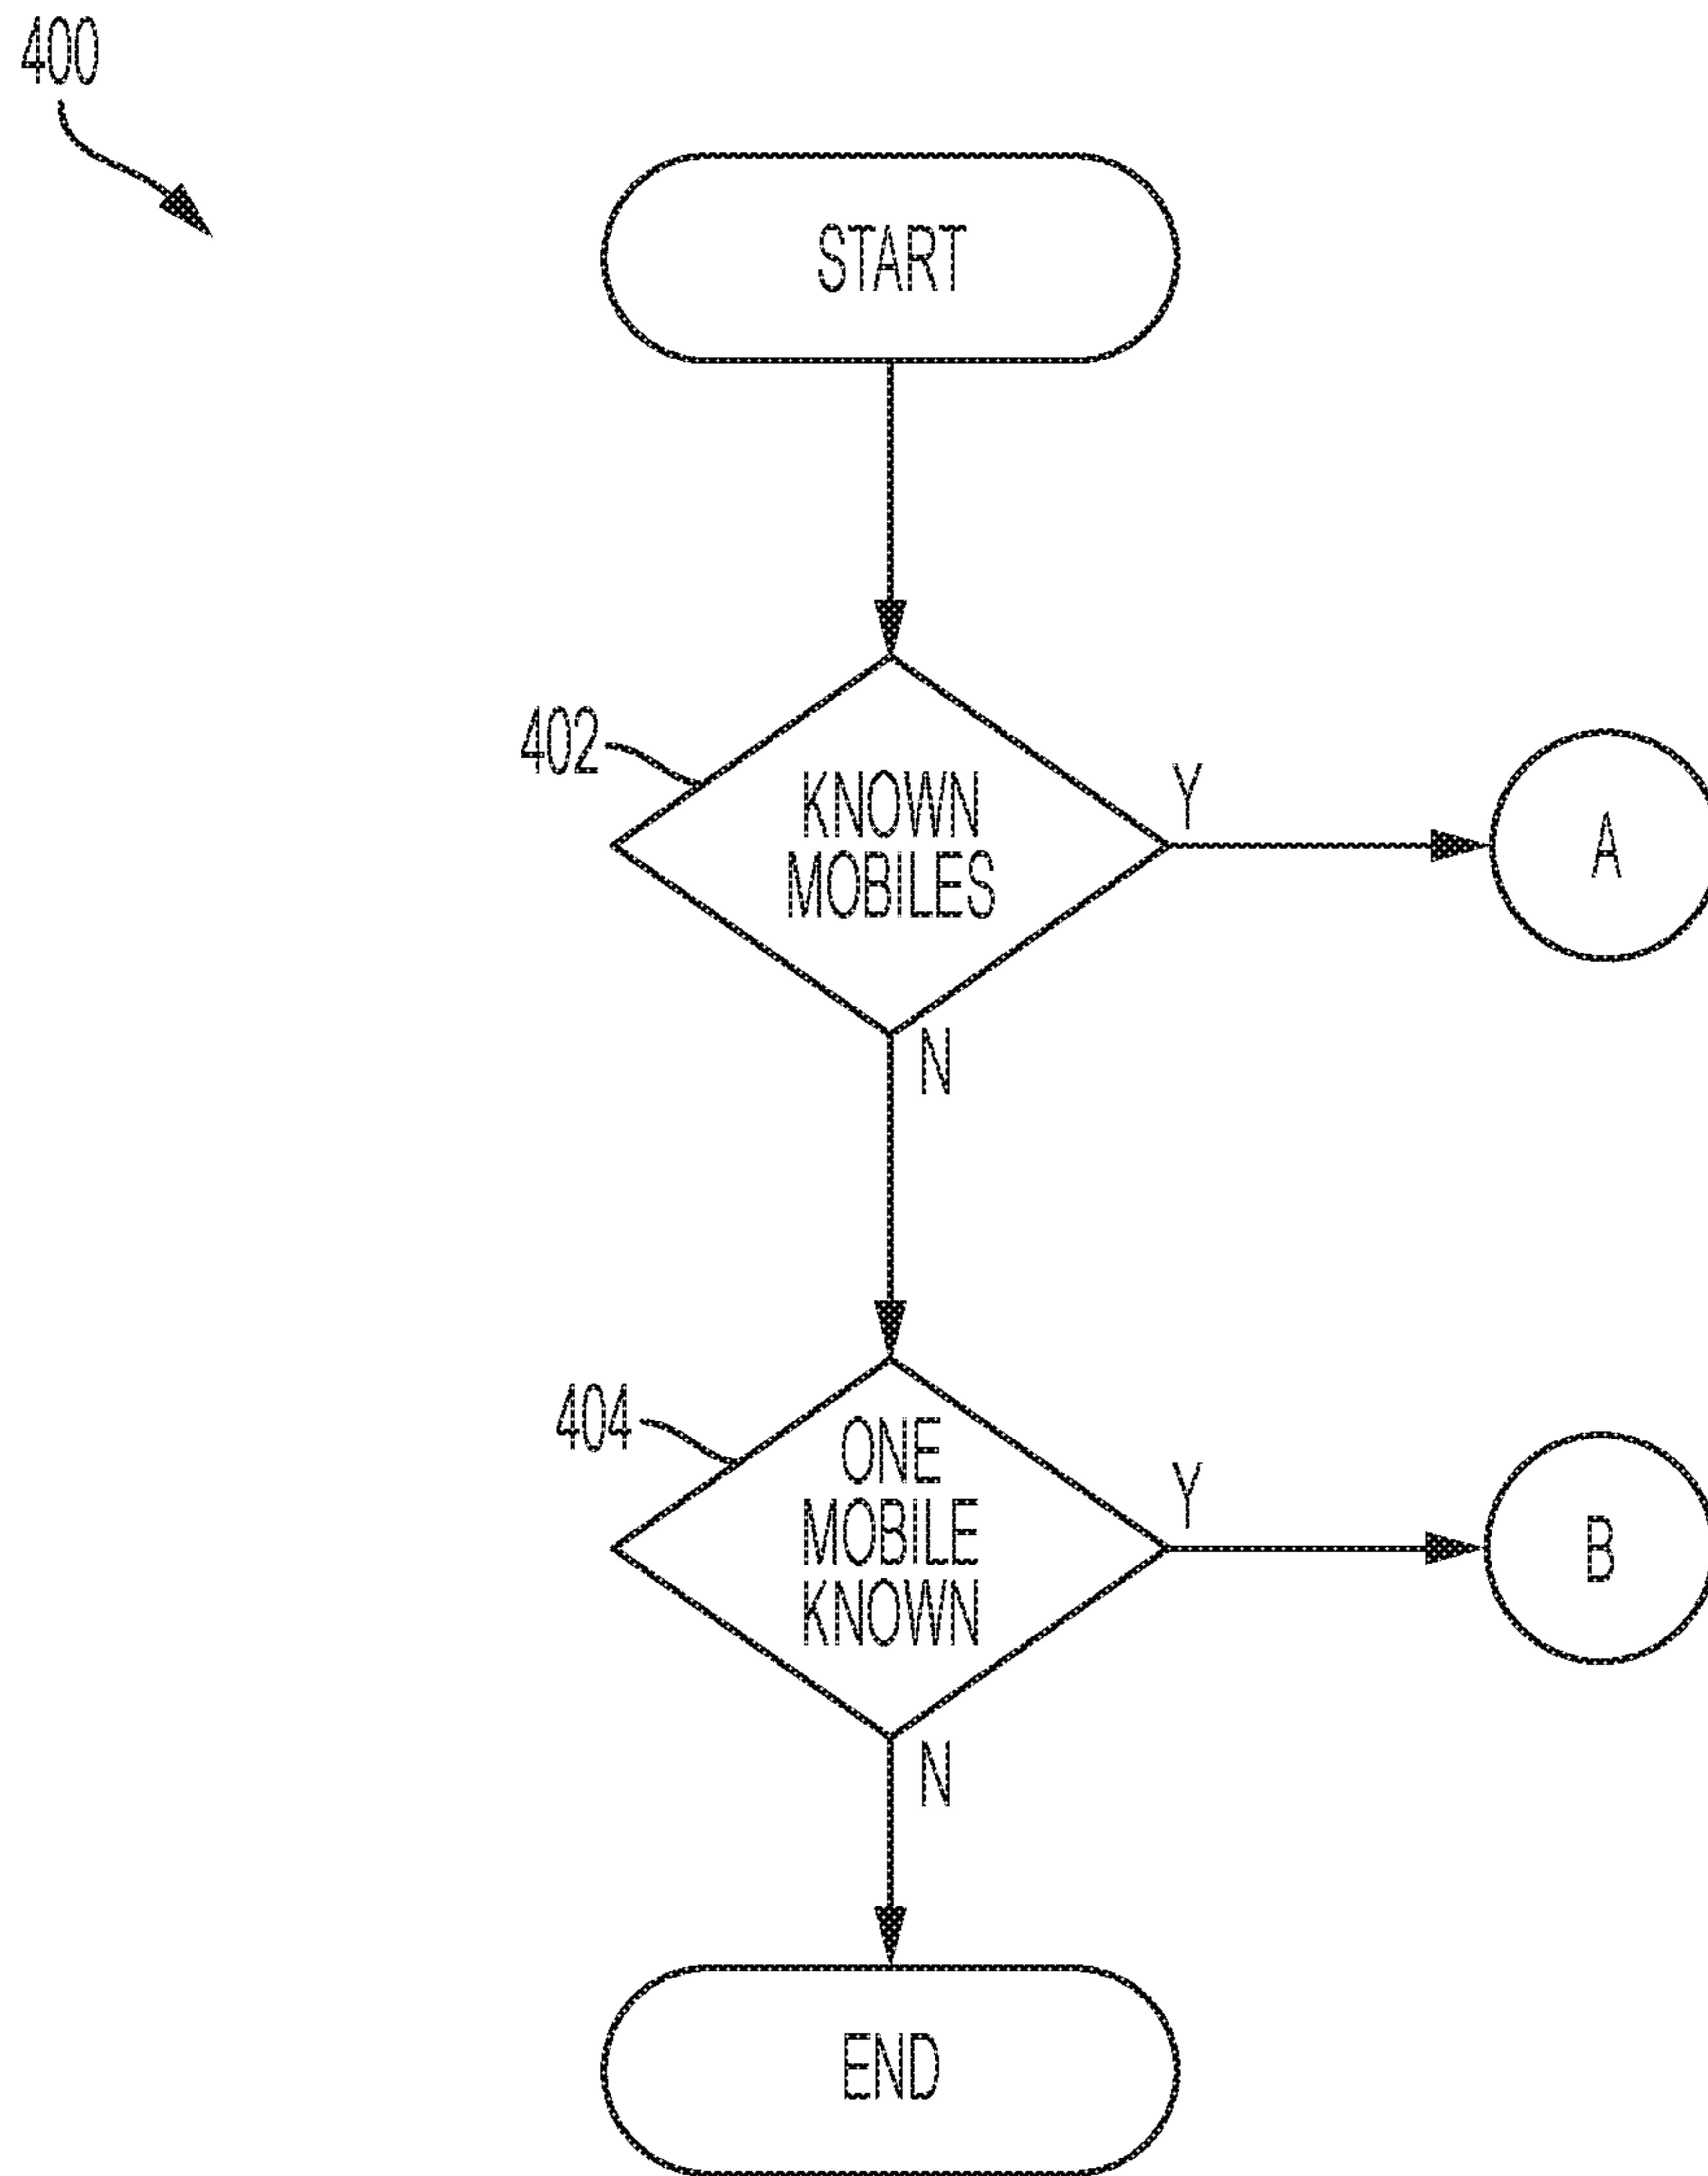 400
START
402
KNOWN
MOBILES
Y
A
N
404
ONE
MOBILE
KNOWN
Y
B
N
END